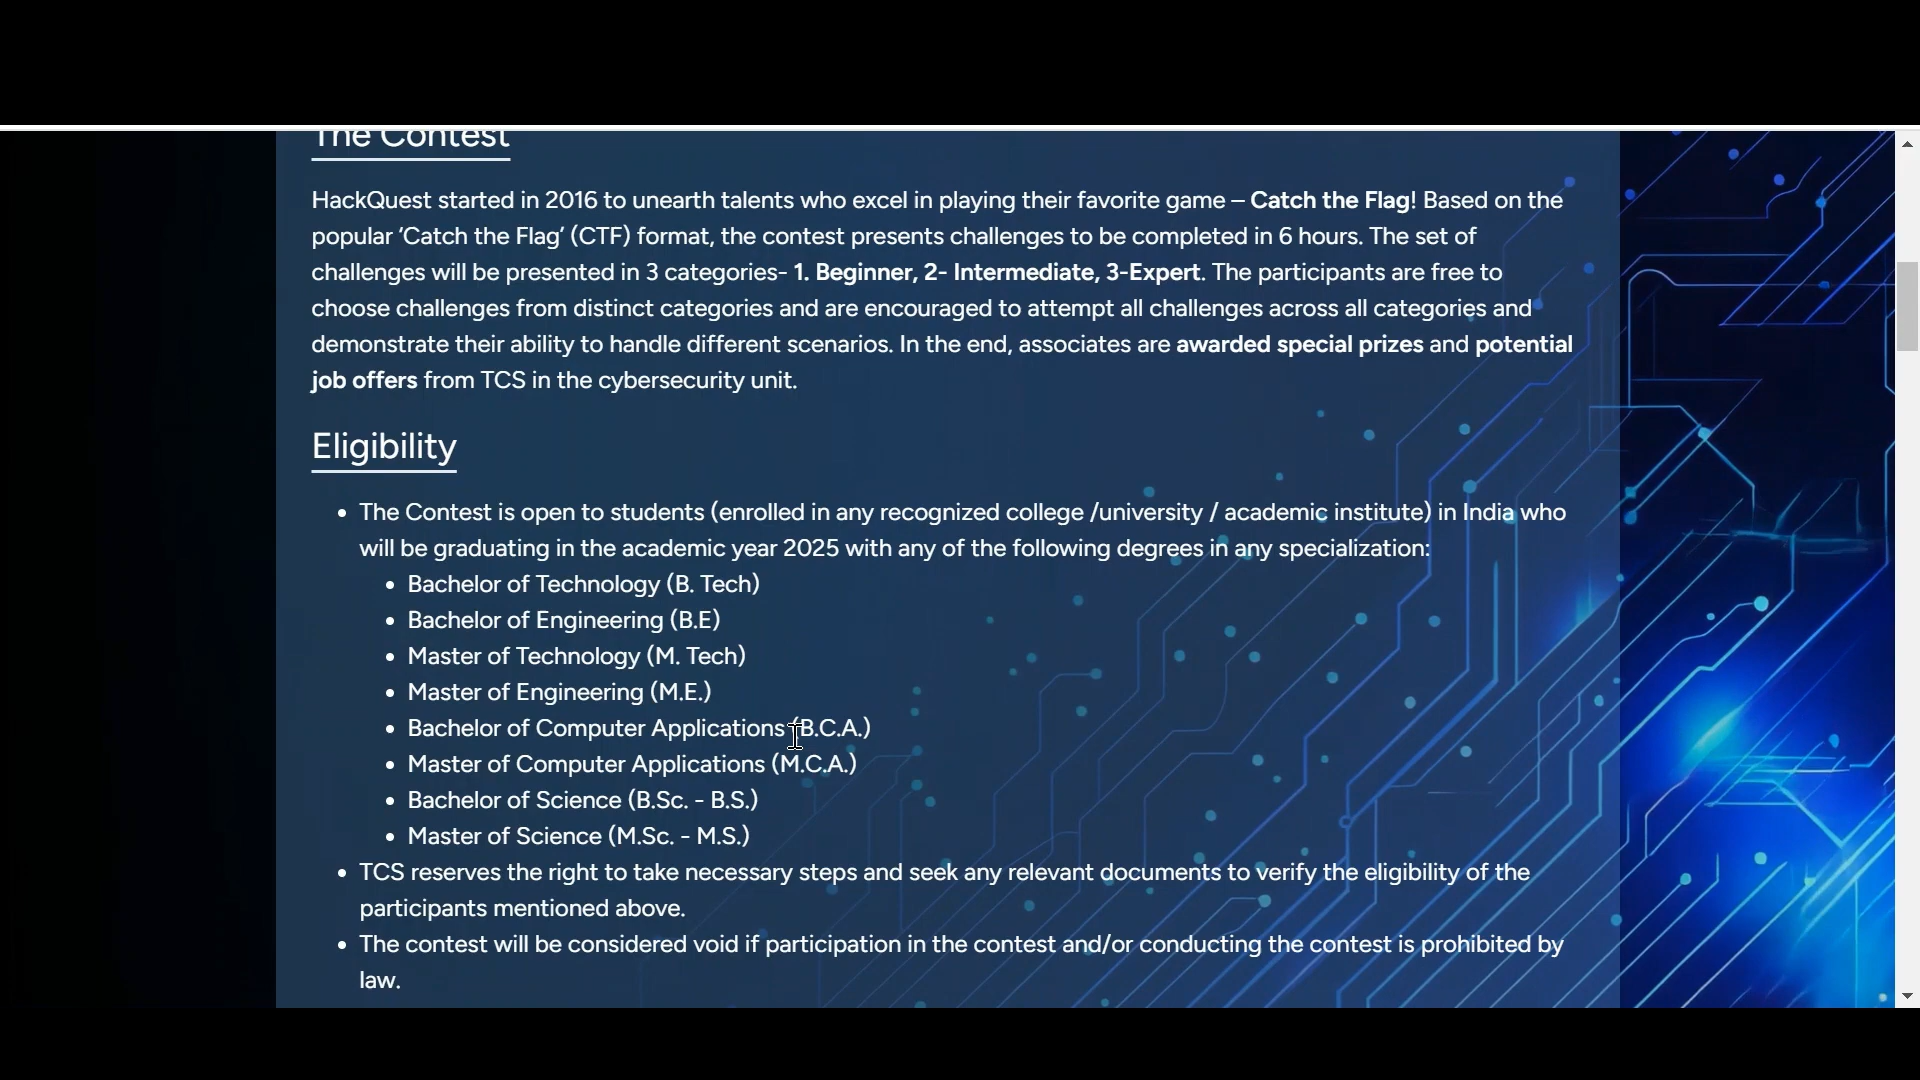 The Contest
HackQuest started in 2016 to unearth talents who excel in playing their favorite game – Catch the Flag! Based on the
popular ‘Catch the Flag’ (CTF) format, the contest presents challenges to be completed in 6 hours. The set of
challenges will be presented in 3 categories- 1. Beginner, 2- Intermediate, 3-Expert. The participants are free to
choose challenges from distinct categories and are encouraged to attempt all challenges across all categories and
demonstrate their ability to handle different scenarios. In the end, associates are awarded special prizes and potential
job offers from TCS in the cybersecurity unit.
Eligibility
• The Contest is open to students (enrolled in any recognized college /university / academic institute) in India who
will be graduating in the academic year 2025 with any of the following degrees in any specialization:
• Bachelor of Technology (B. Tech)
• Bachelor of Engineering (B.E)
• Master of Technology (M. Tech)
• Master of Engineering (M.E.)
• Bachelor of Computer Applications (B.C.A.)
• Master of Computer Applications (M.C.A.)
• Bachelor of Science (B.Sc. - B.S.)
• Master of Science (M.Sc. - M.S.)
• TCS reserves the right to take necessary steps and seek any relevant documents to verify the eligibility of the
participants mentioned above.
• The contest will be considered void if participation in the contest and/or conducting the contest is prohibited by
law.